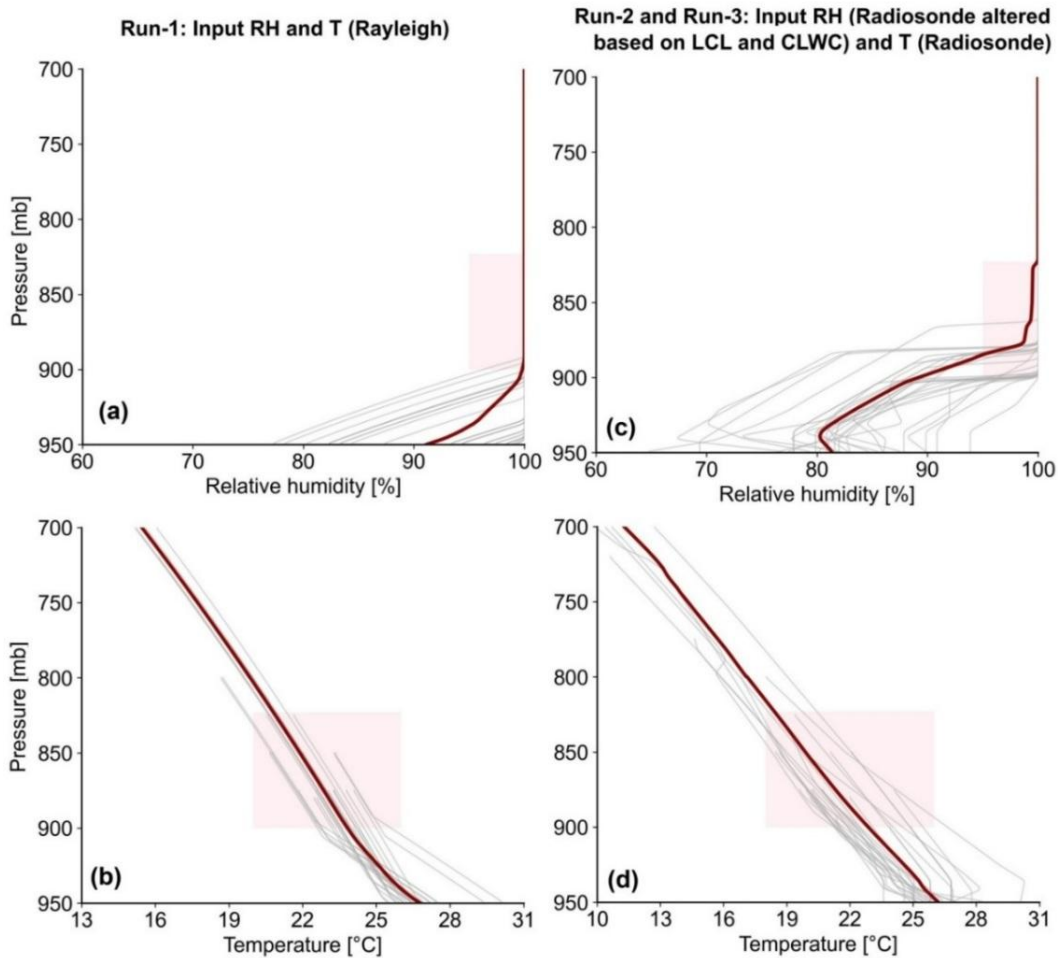 Run-1: Input RH and T (Rayleigh)
Run-2 and Run-3: Input RH (Radiosonde altered
based on LCL and CLWC) and T (Radiosonde)
700
750
800
850
900
950
Pressure [mb]
(a)
60 70 80 90 100
Relative humidity [%]
700
750
800
850
900
950
(c)
60 70 80 90 100
Relative humidity [%]
700
750
800
850
900
950
Pressure [mb]
(b)
13 16 19 22 25 28 31
Temperature [°C]
700
750
800
850
900
950
(d)
10 13 16 19 22 25 28 31
Temperature [°C]